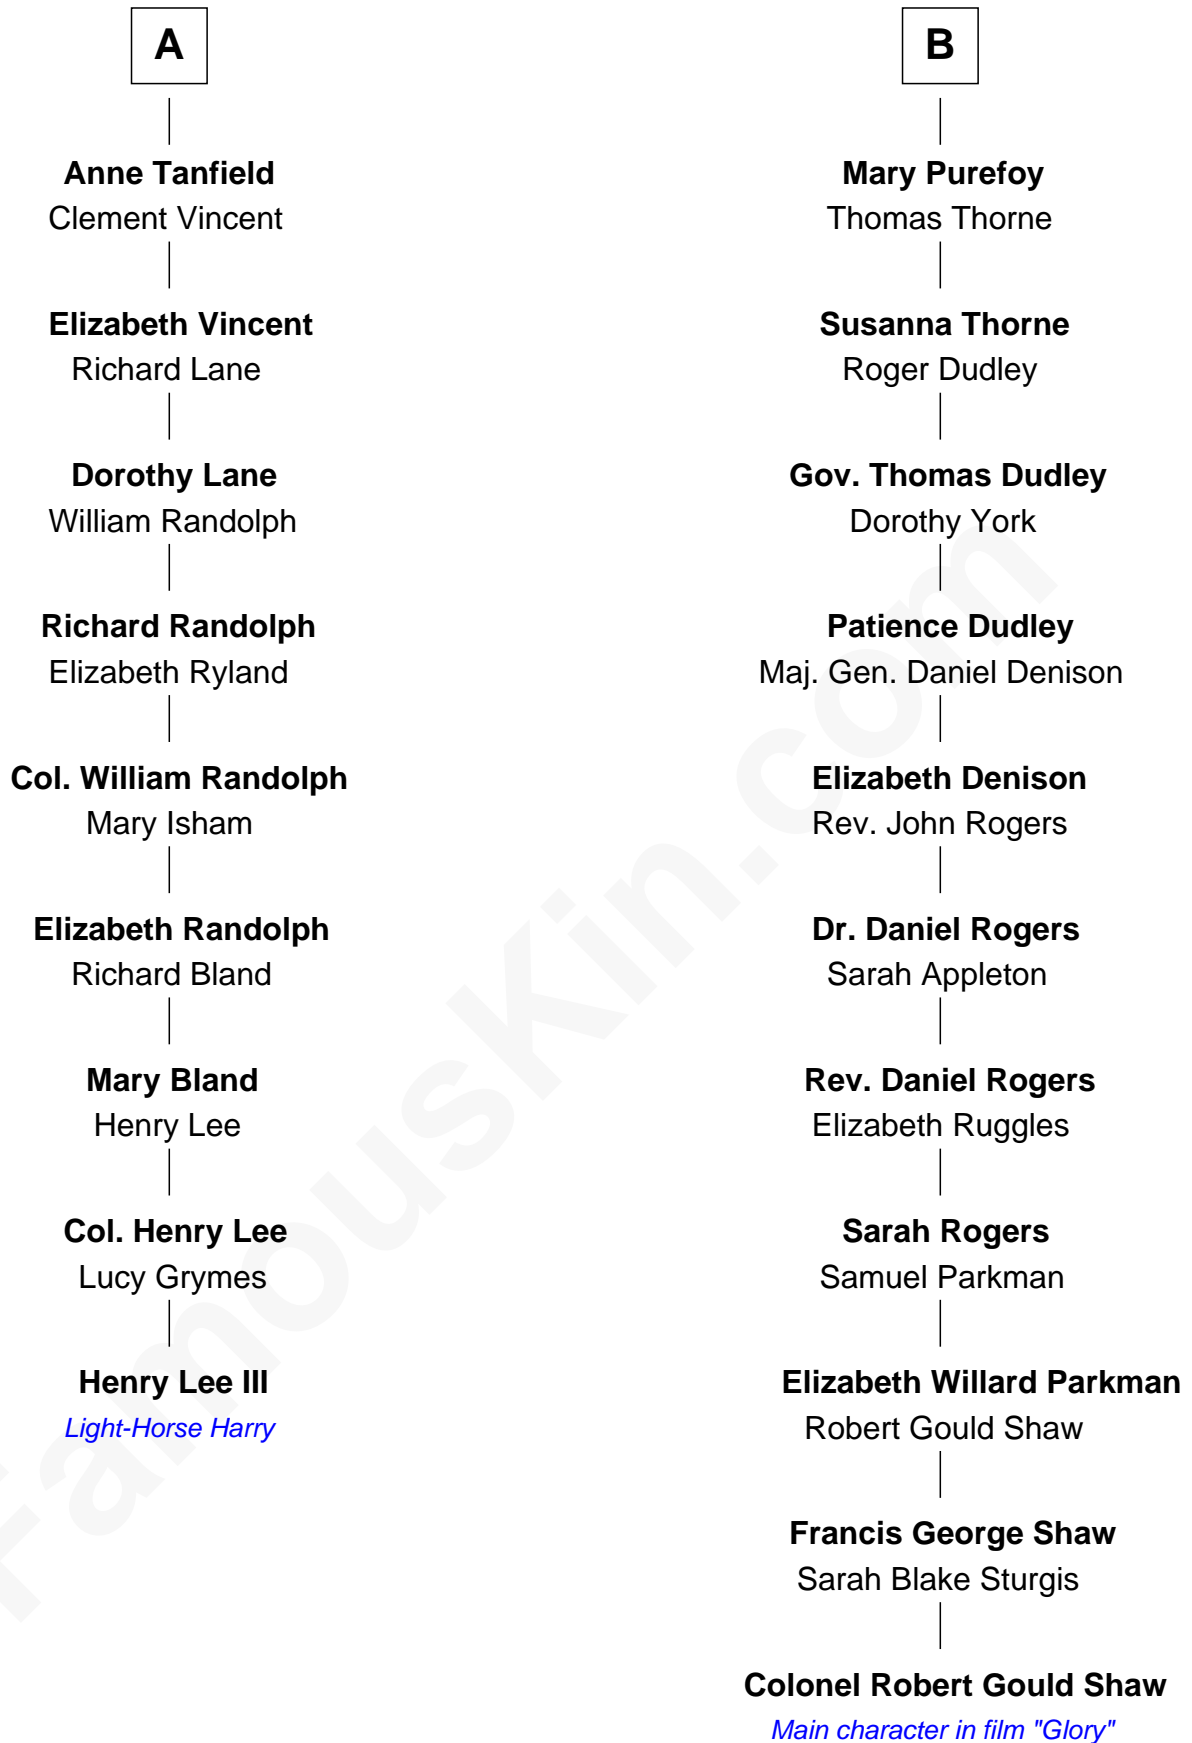 A
Anne Tanfield
Clement Vincent
Elizabeth Vincent
Richard Lane
Dorothy Lane
William Randolph
Richard Randolph
Elizabeth Ryland
Col. William Randolph
Mary Isham
Elizabeth Randolph
Richard Bland
Mary Bland
Henry Lee
Col. Henry Lee
Lucy Grymes
Henry Lee III
Light-Horse Harry
B
Mary Purefoy
Thomas Thorne
Susanna Thorne
Roger Dudley
Gov. Thomas Dudley
Dorothy York
Patience Dudley
Maj. Gen. Daniel Denison
Elizabeth Denison
Rev. John Rogers
Dr. Daniel Rogers
Sarah Appleton
Rev. Daniel Rogers
Elizabeth Ruggles
Sarah Rogers
Samuel Parkman
Elizabeth Willard Parkman
Robert Gould Shaw
Francis George Shaw
Sarah Blake Sturgis
Colonel Robert Gould Shaw
Main character in film "Glory"
FamousKin.com